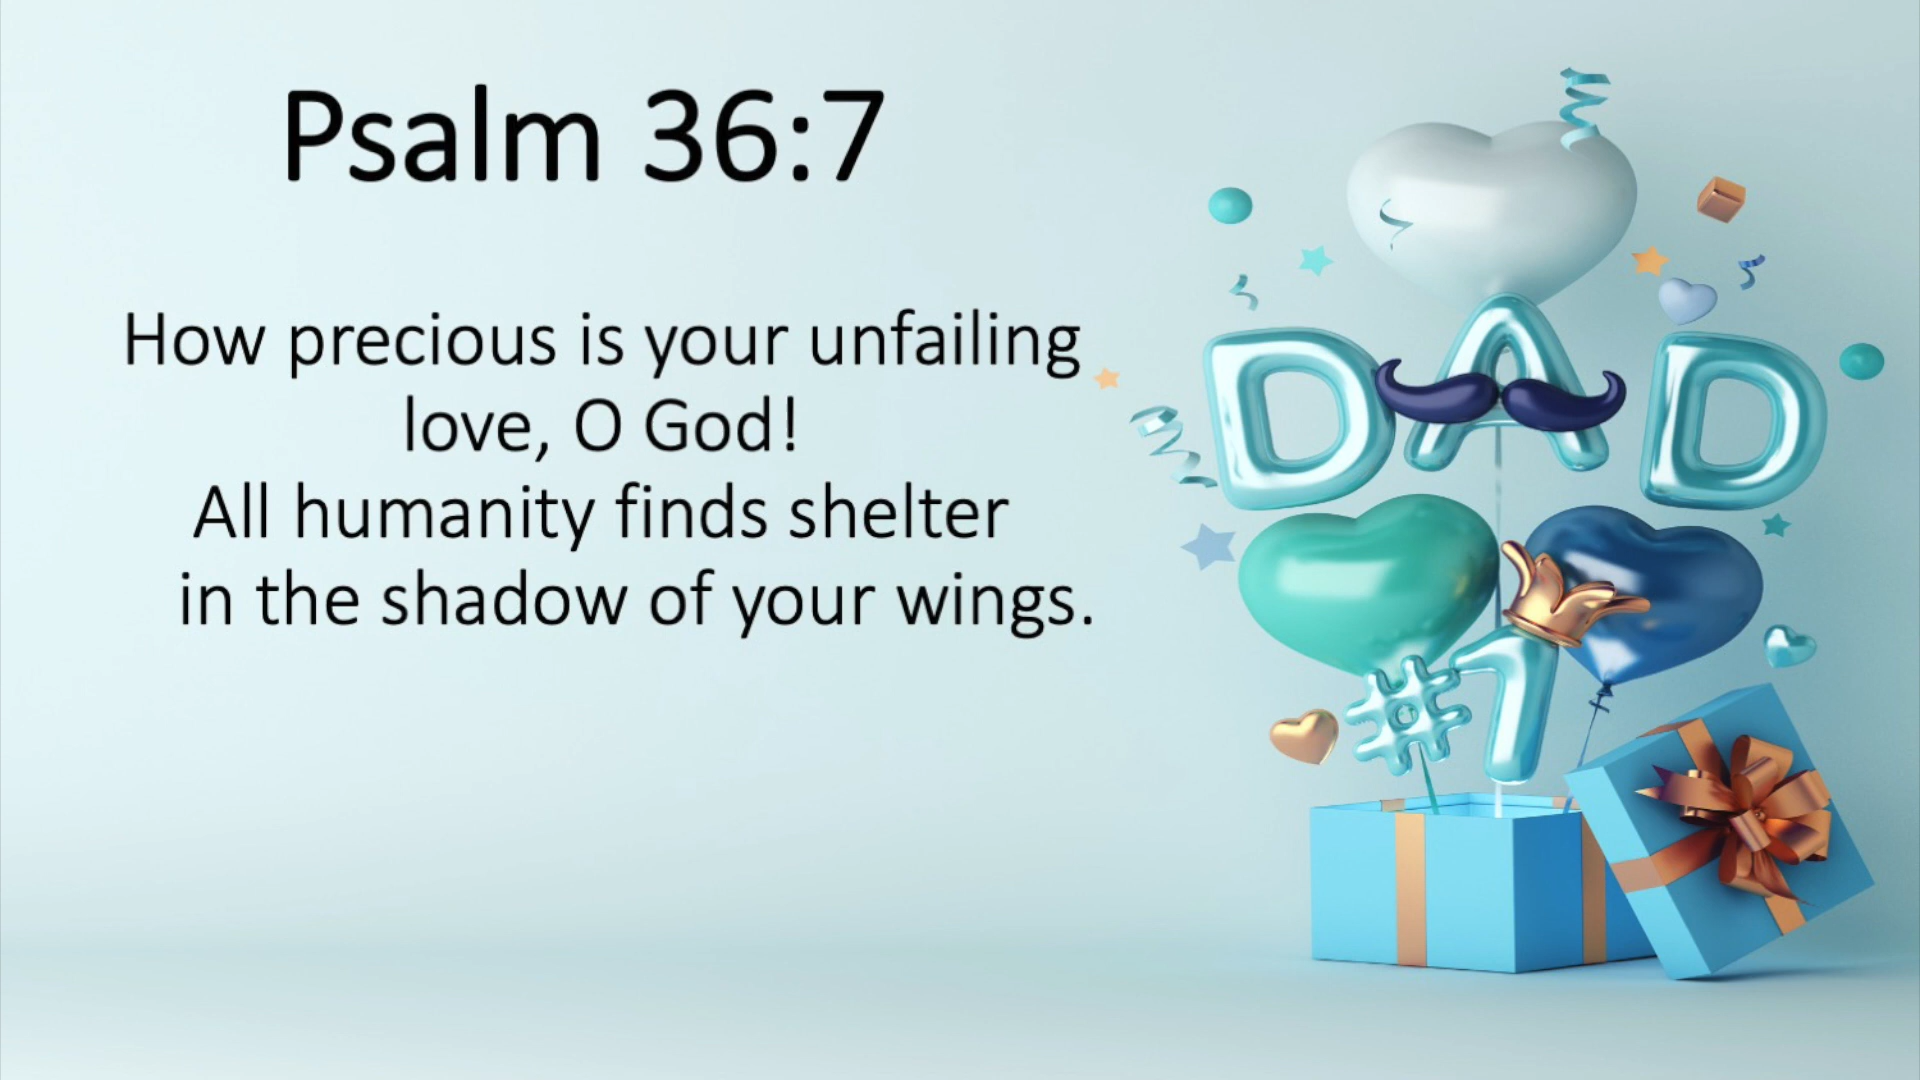 Psalm 36:7
How precious is your unfailing
love, O God!
All humanity finds shelter
in the shadow of your wings.
DAD
#1